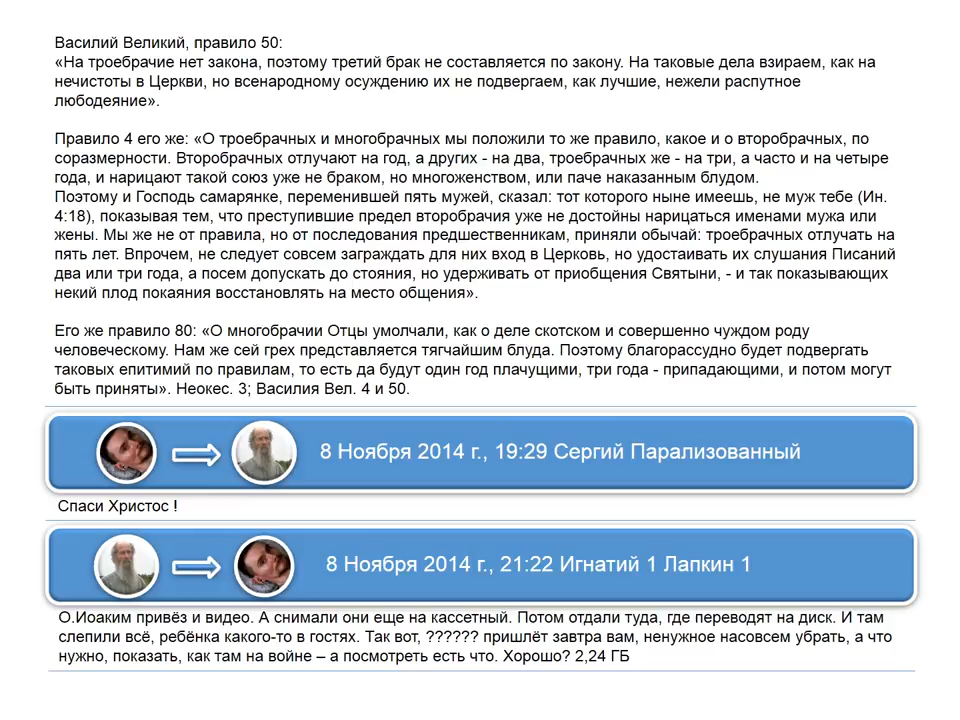 Василий Великий, правило 50:
«На троебрачие нет закона, поэтому третий брак не составляется по закону. На таковые дела взираем, как на
нечистоты в Церкви, но всенародному осуждению их не подвергаем, как лучшие, нежели распутное
любодеяние».
Правило 4 его же: «О троебрачных и многобрачных мы положили то же правило, какое и о второбрачных, по
соразмерности. Второбрачных отлучают на год, а других - на два, троебрачных же - на три, а часто и на четыре
года, и нарицают такой союз уже не браком, но многоженством, или паче наказанным блудом.
Поэтому и Господь самарянке, переменившей пять мужей, сказал: тот которого ныне имеешь, не муж тебе (Ин.
4:18), показывая тем, что преступившие предел второбрачия уже не достойны нарицаться именами мужа или
жены. Мы же не от правила, но от последования предшественникам, приняли обычай: троебрачных отлучать на
пять лет. Впрочем, не следует совсем заграждать для них вход в Церковь, но удостаивать их слушания Писаний
два или три года, а посем допускать до стояния, но удерживать от приобщения Святыни, - и так показывающих
некий плод покаяния восстановлять на место общения».
Его же правило 80: «О многобрачии Отцы умолчали, как о деле скотском и совершенно чуждом роду
человеческому. Нам же сей грех представляется тягчайшим блуда. Поэтому благорассудно будет подвергать
таковых епитимий по правилам, то есть да будут один год плачущими, три года - припадающими, и потом могут
быть приняты». Неокес. 3; Василия Вел. 4 и 50.
8 Ноября 2014 г., 19:29 Сергий Парализованный
Спаси Христос !
8 Ноября 2014 г., 21:22 Игнатий 1 Лапкин 1
О.Иоаким привёз и видео. А снимали они еще на кассетный. Потом отдали туда, где переводят на диск. И там
слепили всё, ребёнка какого-то в гостях. Так вот, ?????? пришлёт завтра вам, ненужное насовсем убрать, а что
нужно, показать, как там на войне – а посмотреть есть что. Хорошо? 2,24 ГБ